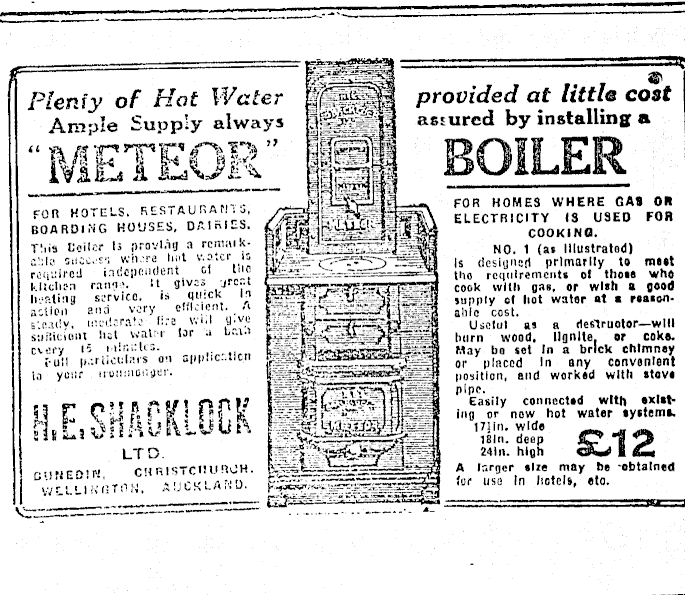 Plenty of Hot Water
Ample Supply always
"METEOR"
FOR HOTELS, RESTAURANTS,
BOARDING HOUSES, DAIRIES.
This Boiler is proving a remark-
able success where hot water is
required independent of the
kitchen range. It gives great
heating service, is quick in
action and very efficient. A
steady, moderate fire will give
sufficient hot water for a bath
every 15 minutes.
Full particulars on application
to your ironmonger.
H.E. SHACKLOCK
LTD.
DUNEDIN, CHRISTCHURCH.
WELLINGTON, AUCKLAND.
provided at little cost
assured by installing a
BOILER
FOR HOMES WHERE GAS OR
ELECTRICITY IS USED FOR
COOKING.
NO. 1 (as illustrated)
is designed primarily to meet
the requirements of those who
cook with gas, or wish a good
supply of hot water at a reason-
able cost.
Useful as a destructor—will
burn wood, lignite, or coke.
May be set in a brick chimney
or placed in any convenient
position, and worked with stove
pipe.
Easily connected with exist-
ing or new hot water systems.
17½in. wide
18in. deep
24in. high
£12
A larger size may be obtained
for use in hotels, etc.